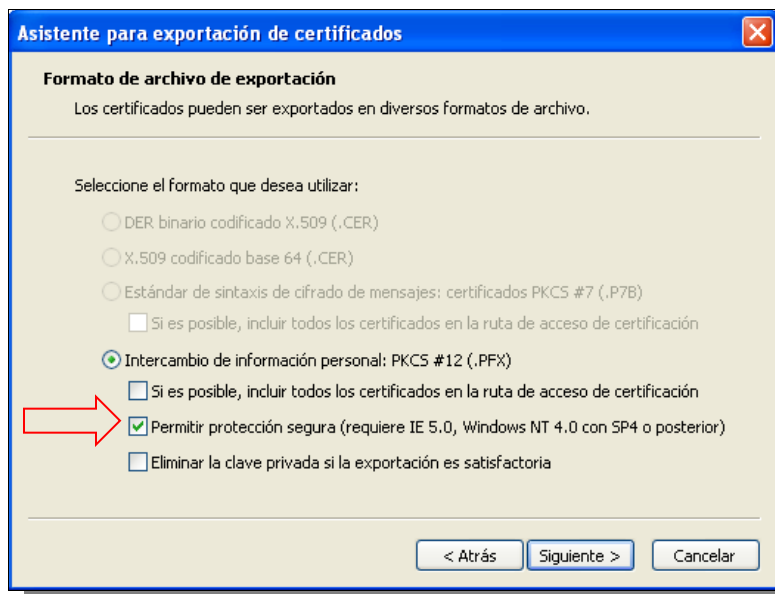 Asistente para exportación de certificados
Formato de archivo de exportación
Los certificados pueden ser exportados en diversos formatos de archivo.
Seleccione el formato que desea utilizar:
DER binario codificado X.509 (.CER)
X.509 codificado base 64 (.CER)
Estándar de sintaxis de cifrado de mensajes: certificados PKCS #7 (.P7B)
Si es posible, incluir todos los certificados en la ruta de acceso de certificación
Intercambio de información personal: PKCS #12 (.PFX)
Si es posible, incluir todos los certificados en la ruta de acceso de certificación
Permitir protección segura (requiere IE 5.0, Windows NT 4.0 con SP4 o posterior)
Eliminar la clave privada si la exportación es satisfactoria
< Atrás Siguiente > Cancelar